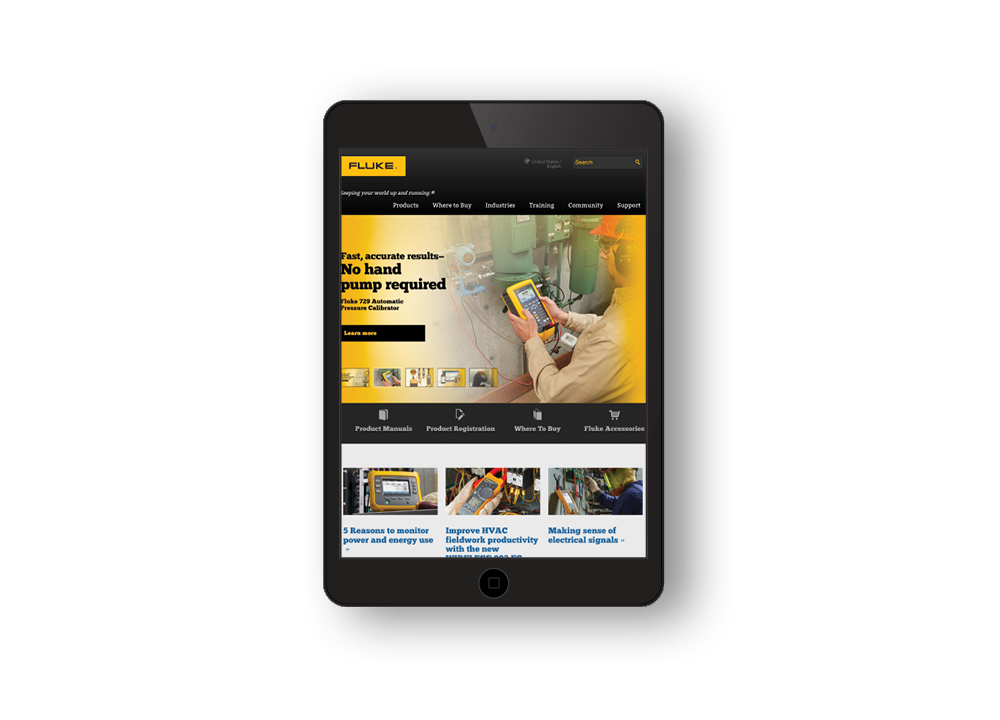 FLUKE®
United States /
English
Search
Keeping your world up and running.®
Products Where to Buy Industries Training Community Support
Fast, accurate results—
No hand
pump required
Fluke 729 Automatic
Pressure Calibrator
Learn more
Product Manuals Product Registration Where To Buy Fluke Accessories
5 Reasons to monitor
power and energy use
»
Improve HVAC
fieldwork productivity
with the new
Making sense of
electrical signals »